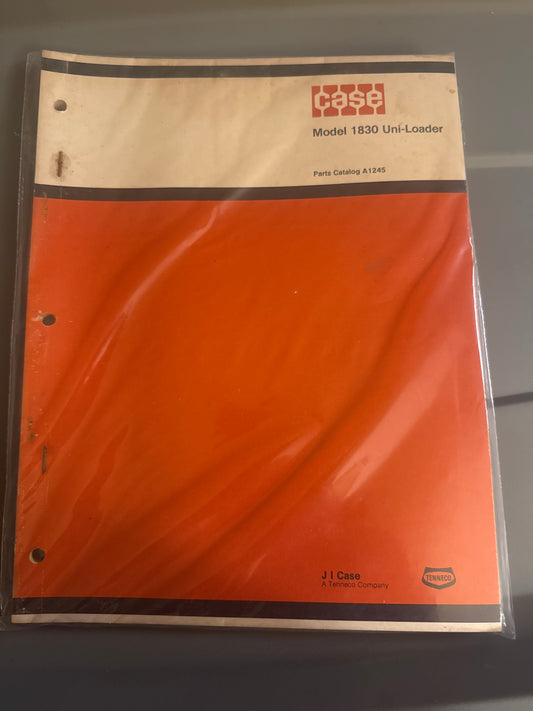 case
Model 1830 Uni-Loader
Parts Catalog A1245
J I Case
A Tenneco Company
TENNECO